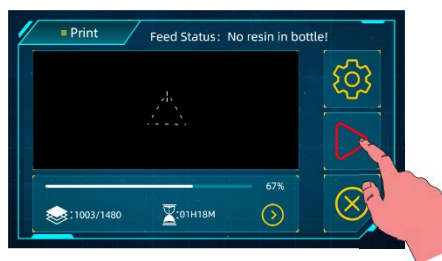 Print
Feed Status: No resin in bottle!
67%
:1003/1480
:01H18M